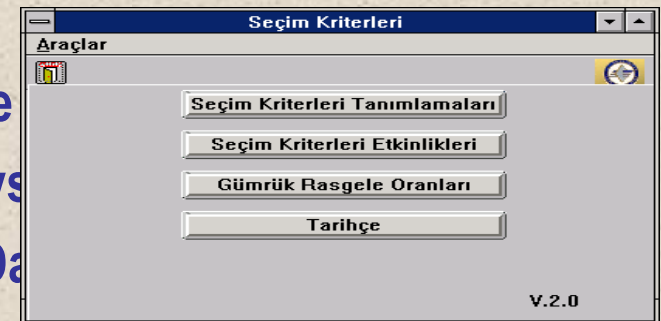 Seçim Kriterleri
Araçlar
Seçim Kriterleri Tanımlamaları
Seçim Kriterleri Etkinlikleri
Gümrük Rasgele Oranları
Tarihçe
V.2.0